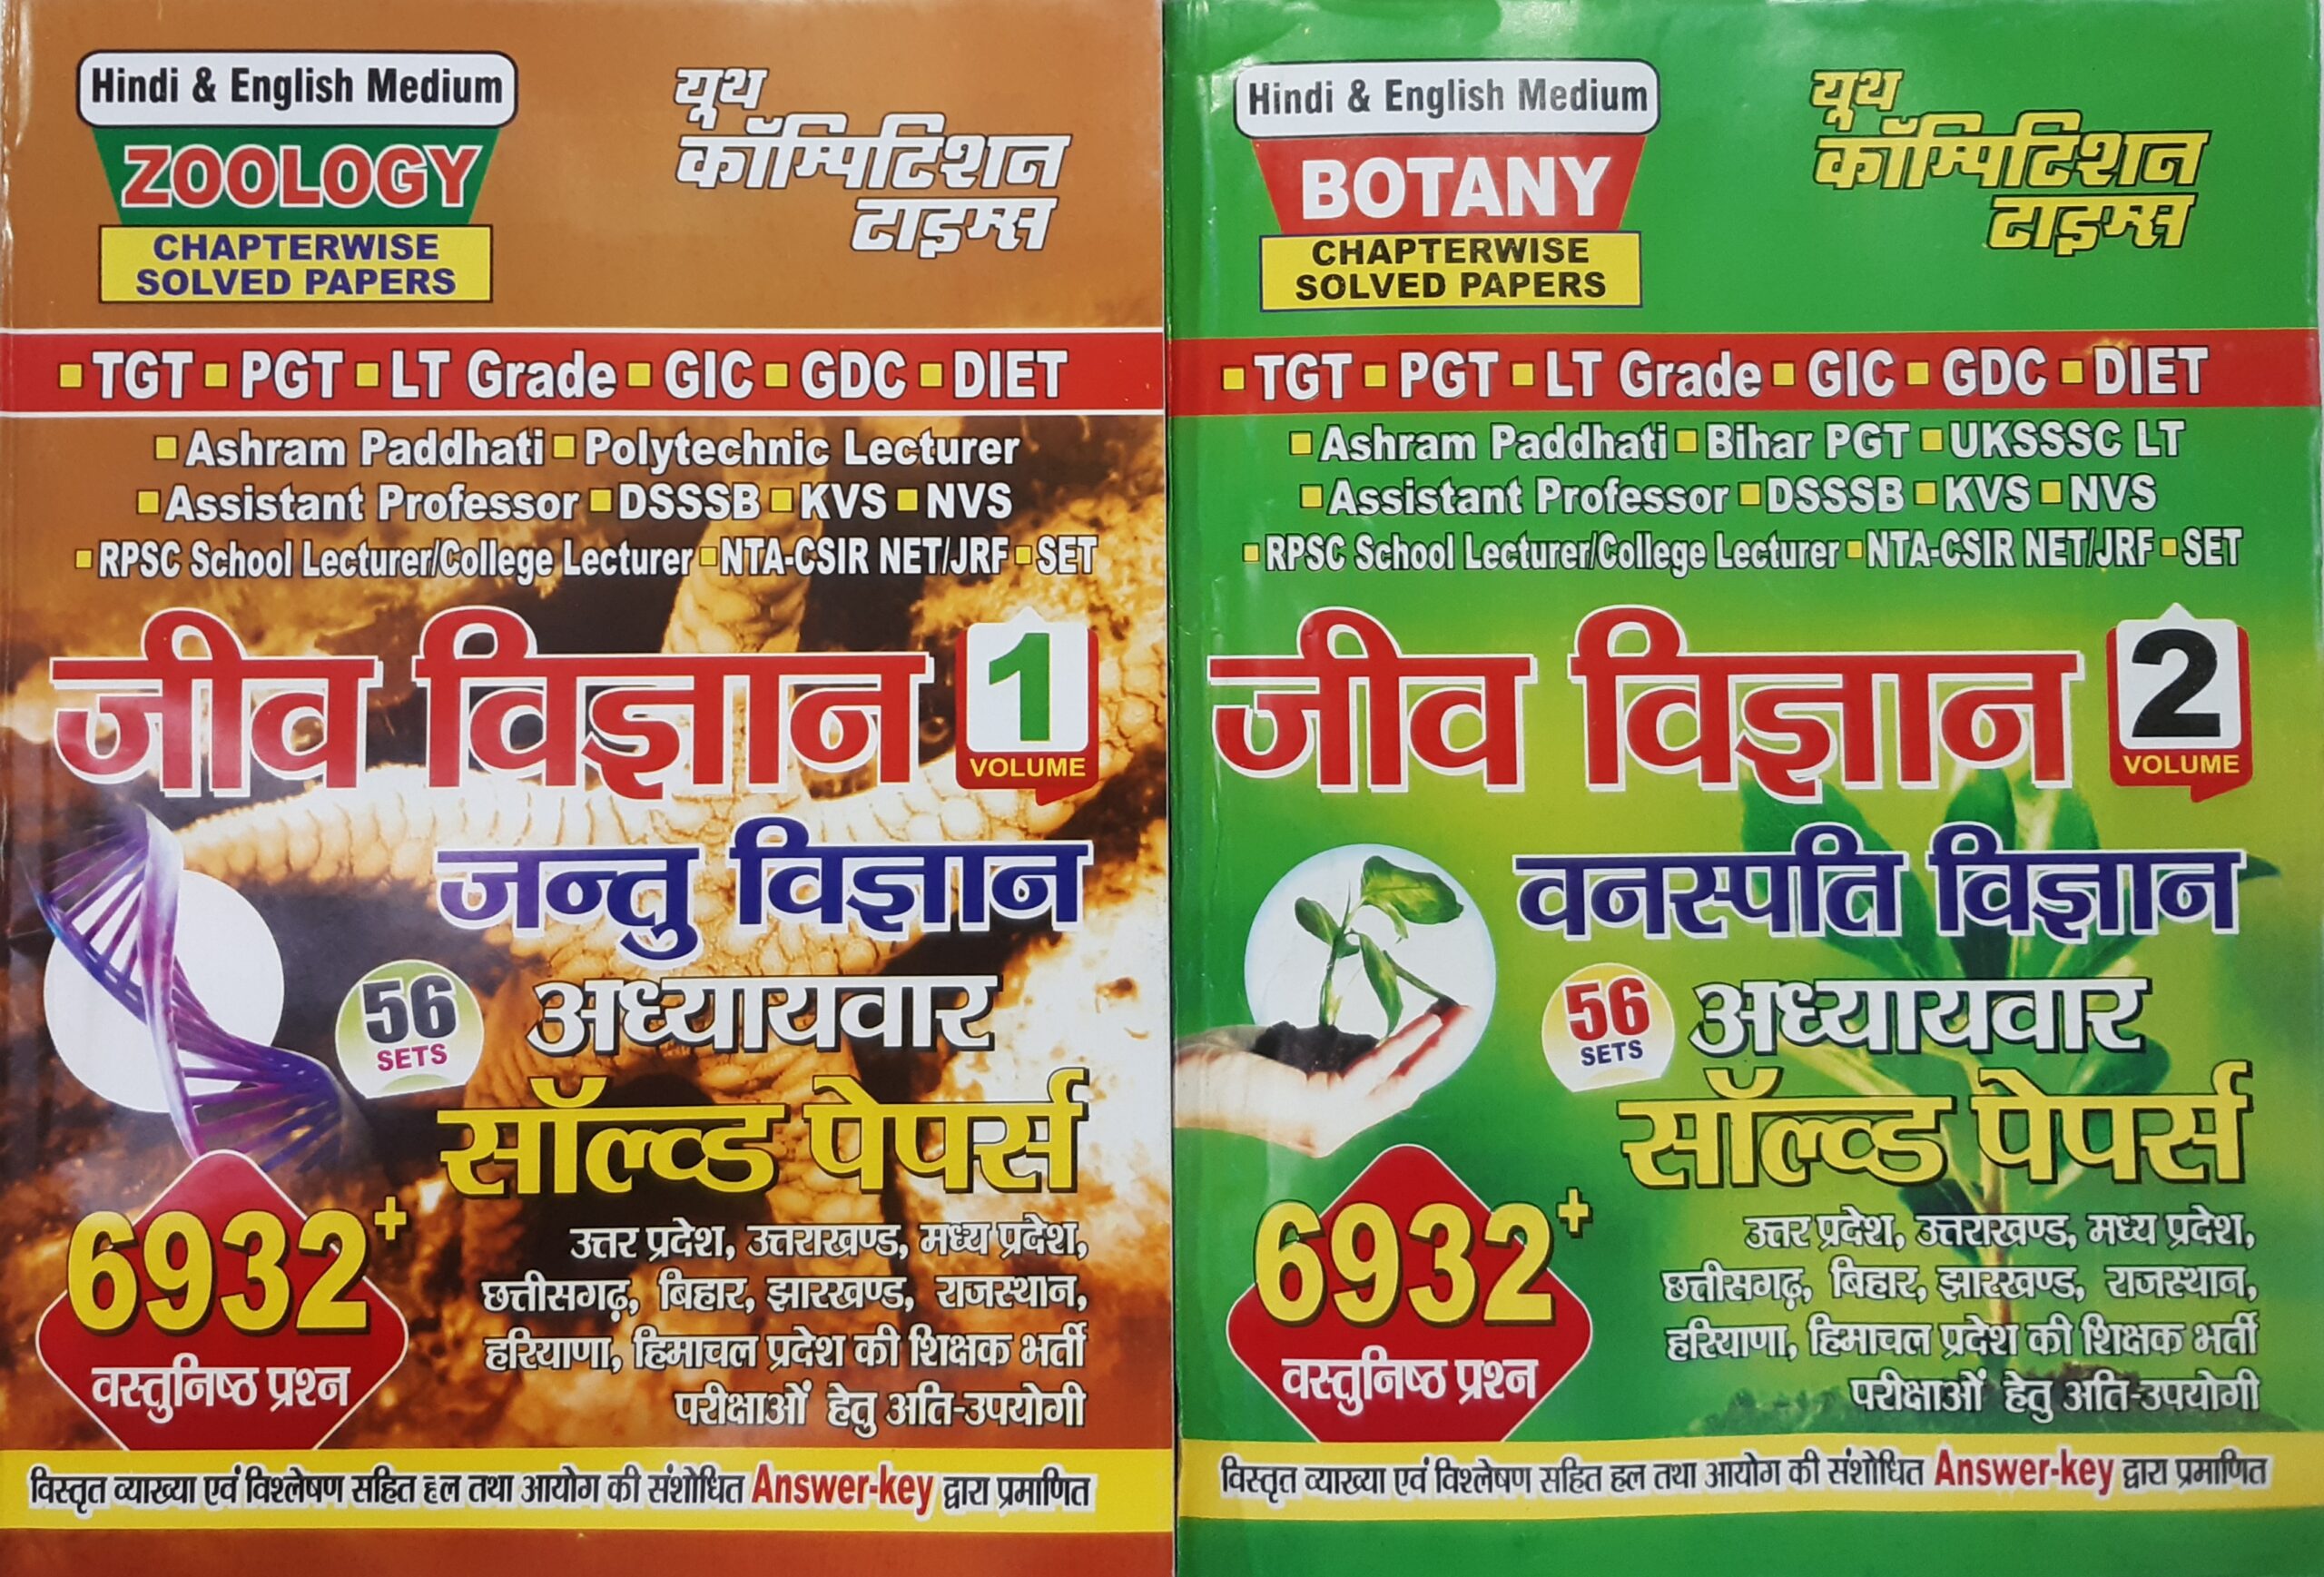 Hindi & English Medium
ZOOLOGY
CHAPTERWISE
SOLVED PAPERS
यूथ
कॉम्पिटिशन
टाइम्स
TGT PGT LT Grade GIC GDC DIET
Ashram Paddhati Polytechnic Lecturer
Assistant Professor DSSSB KVS NVS
RPSC School Lecturer/College Lecturer NTA-CSIR NET/JRF SET
जीव विज्ञान
1
VOLUME
जन्तु विज्ञान
56
SETS
अध्यायवार
सॉल्व्ड पेपर्स
6932+
वस्तुनिष्ठ प्रश्न
उत्तर प्रदेश, उत्तराखण्ड, मध्य प्रदेश,
छत्तीसगढ़, बिहार, झारखण्ड, राजस्थान,
हरियाणा, हिमाचल प्रदेश की शिक्षक भर्ती
परीक्षाओं हेतु अति-उपयोगी
विस्तृत व्याख्या एवं विश्लेषण सहित हल तथा आयोग की संशोधित Answer-key द्वारा प्रमाणित
Hindi & English Medium
BOTANY
CHAPTERWISE
SOLVED PAPERS
यूथ
कॉम्पिटिशन
टाइम्स
TGT PGT LT Grade GIC GDC DIET
Ashram Paddhati Bihar PGT UKSSSC LT
Assistant Professor DSSSB KVS NVS
RPSC School Lecturer/College Lecturer NTA-CSIR NET/JRF SET
जीव विज्ञान
2
VOLUME
वनस्पति विज्ञान
56
SETS
अध्यायवार
सॉल्व्ड पेपर्स
6932+
वस्तुनिष्ठ प्रश्न
उत्तर प्रदेश, उत्तराखण्ड, मध्य प्रदेश,
छत्तीसगढ़, बिहार, झारखण्ड, राजस्थान,
हरियाणा, हिमाचल प्रदेश की शिक्षक भर्ती
परीक्षाओं हेतु अति-उपयोगी
विस्तृत व्याख्या एवं विश्लेषण सहित हल तथा आयोग की संशोधित Answer-key द्वारा प्रमाणित